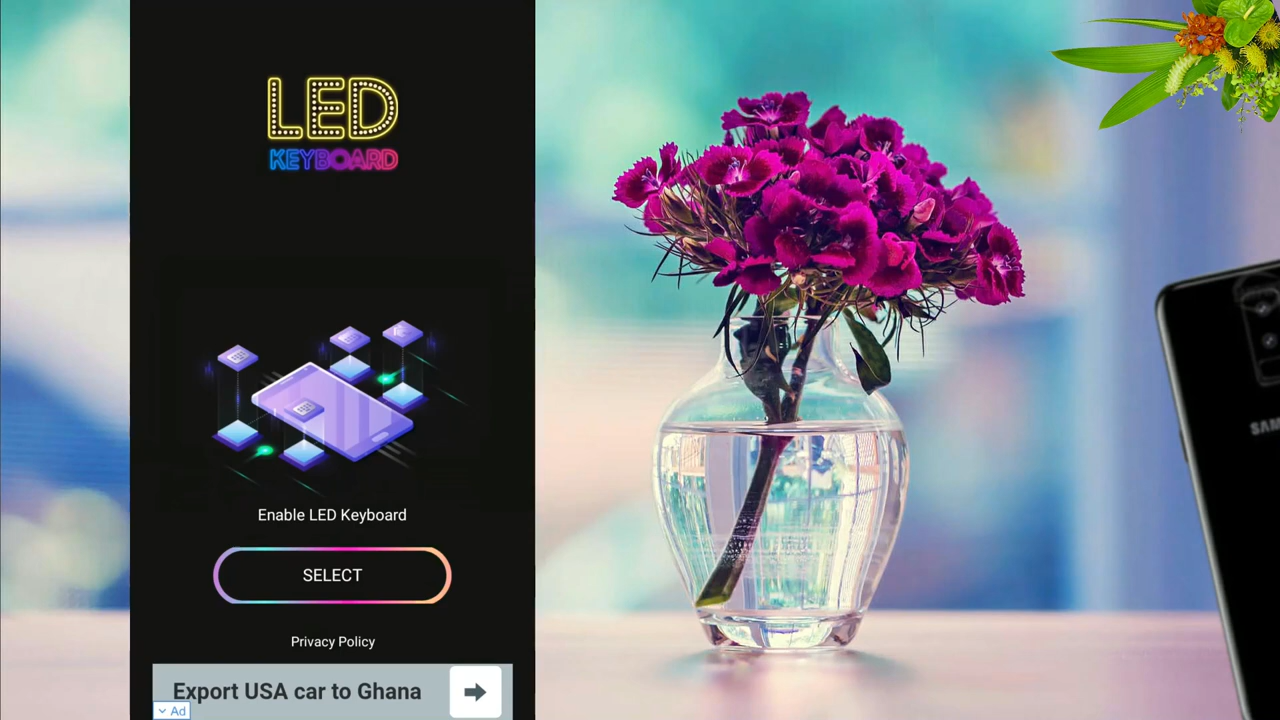 LED
KEYBOARD
Enable LED Keyboard
SELECT
Privacy Policy
Export USA car to Ghana
Ad